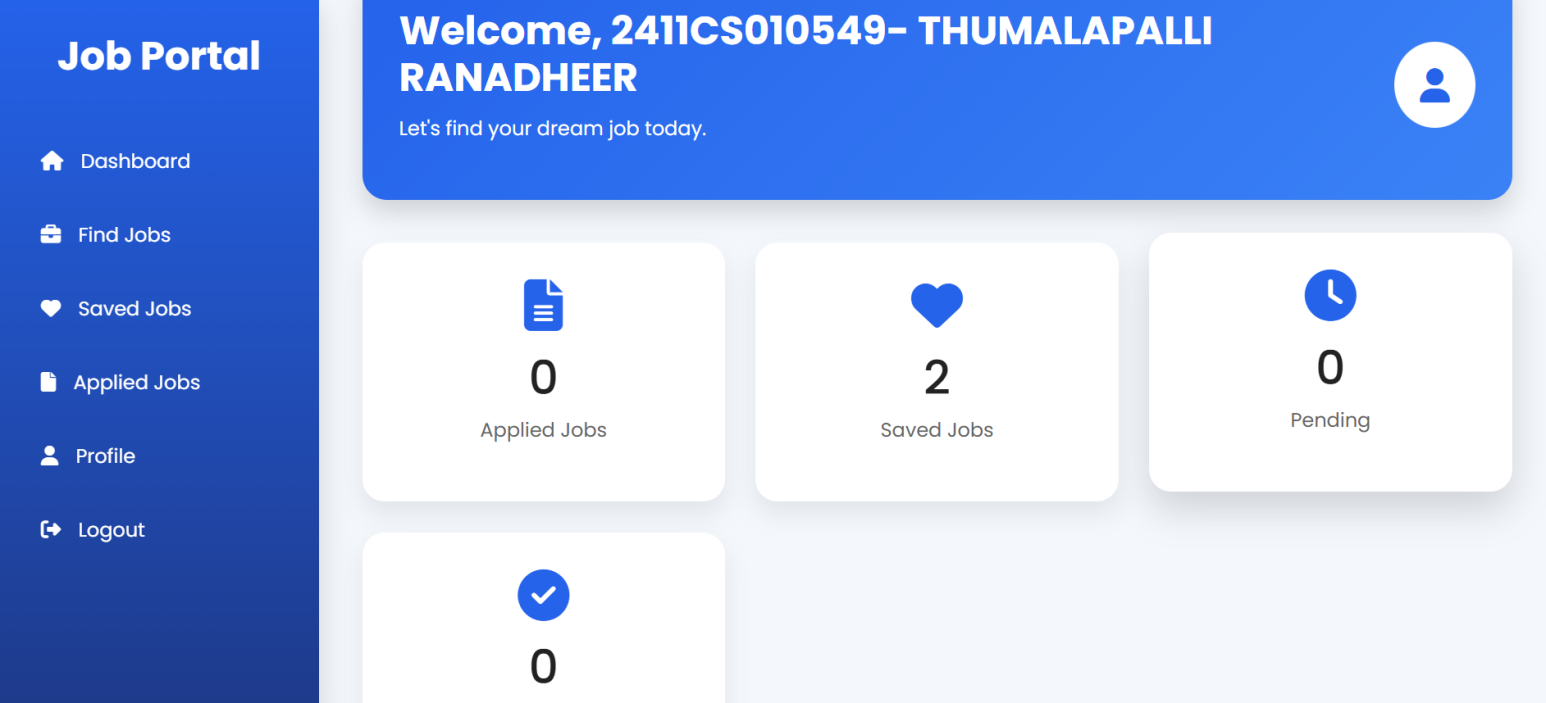 Job Portal
Dashboard
Find Jobs
Saved Jobs
Applied Jobs
Profile
Logout
Welcome, 2411CS010549- THUMALAPALLI
RANADHEER
Let's find your dream job today.
0
Applied Jobs
2
Saved Jobs
0
Pending
0